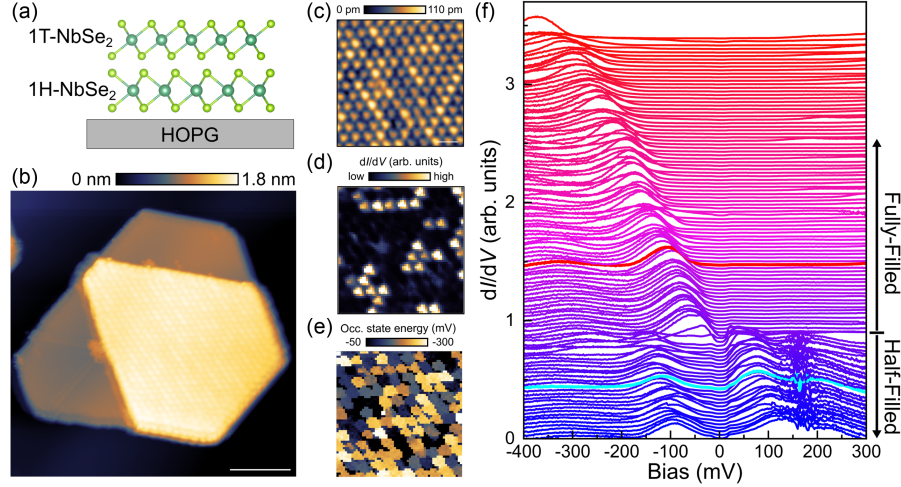 (a)
1T-NbSe2
1H-NbSe2
HOPG
(b)
0 nm 1.8 nm
(c)
0 pm 110 pm
(d)
dI/dV (arb. units)
low high
(e)
Occ. state energy (mV)
-50 -300
(f)
dI/dV (arb. units)
3
2
1
0
-400 -300 -200 -100 0 100 200 300
Bias (mV)
Fully-Filled
Half-Filled